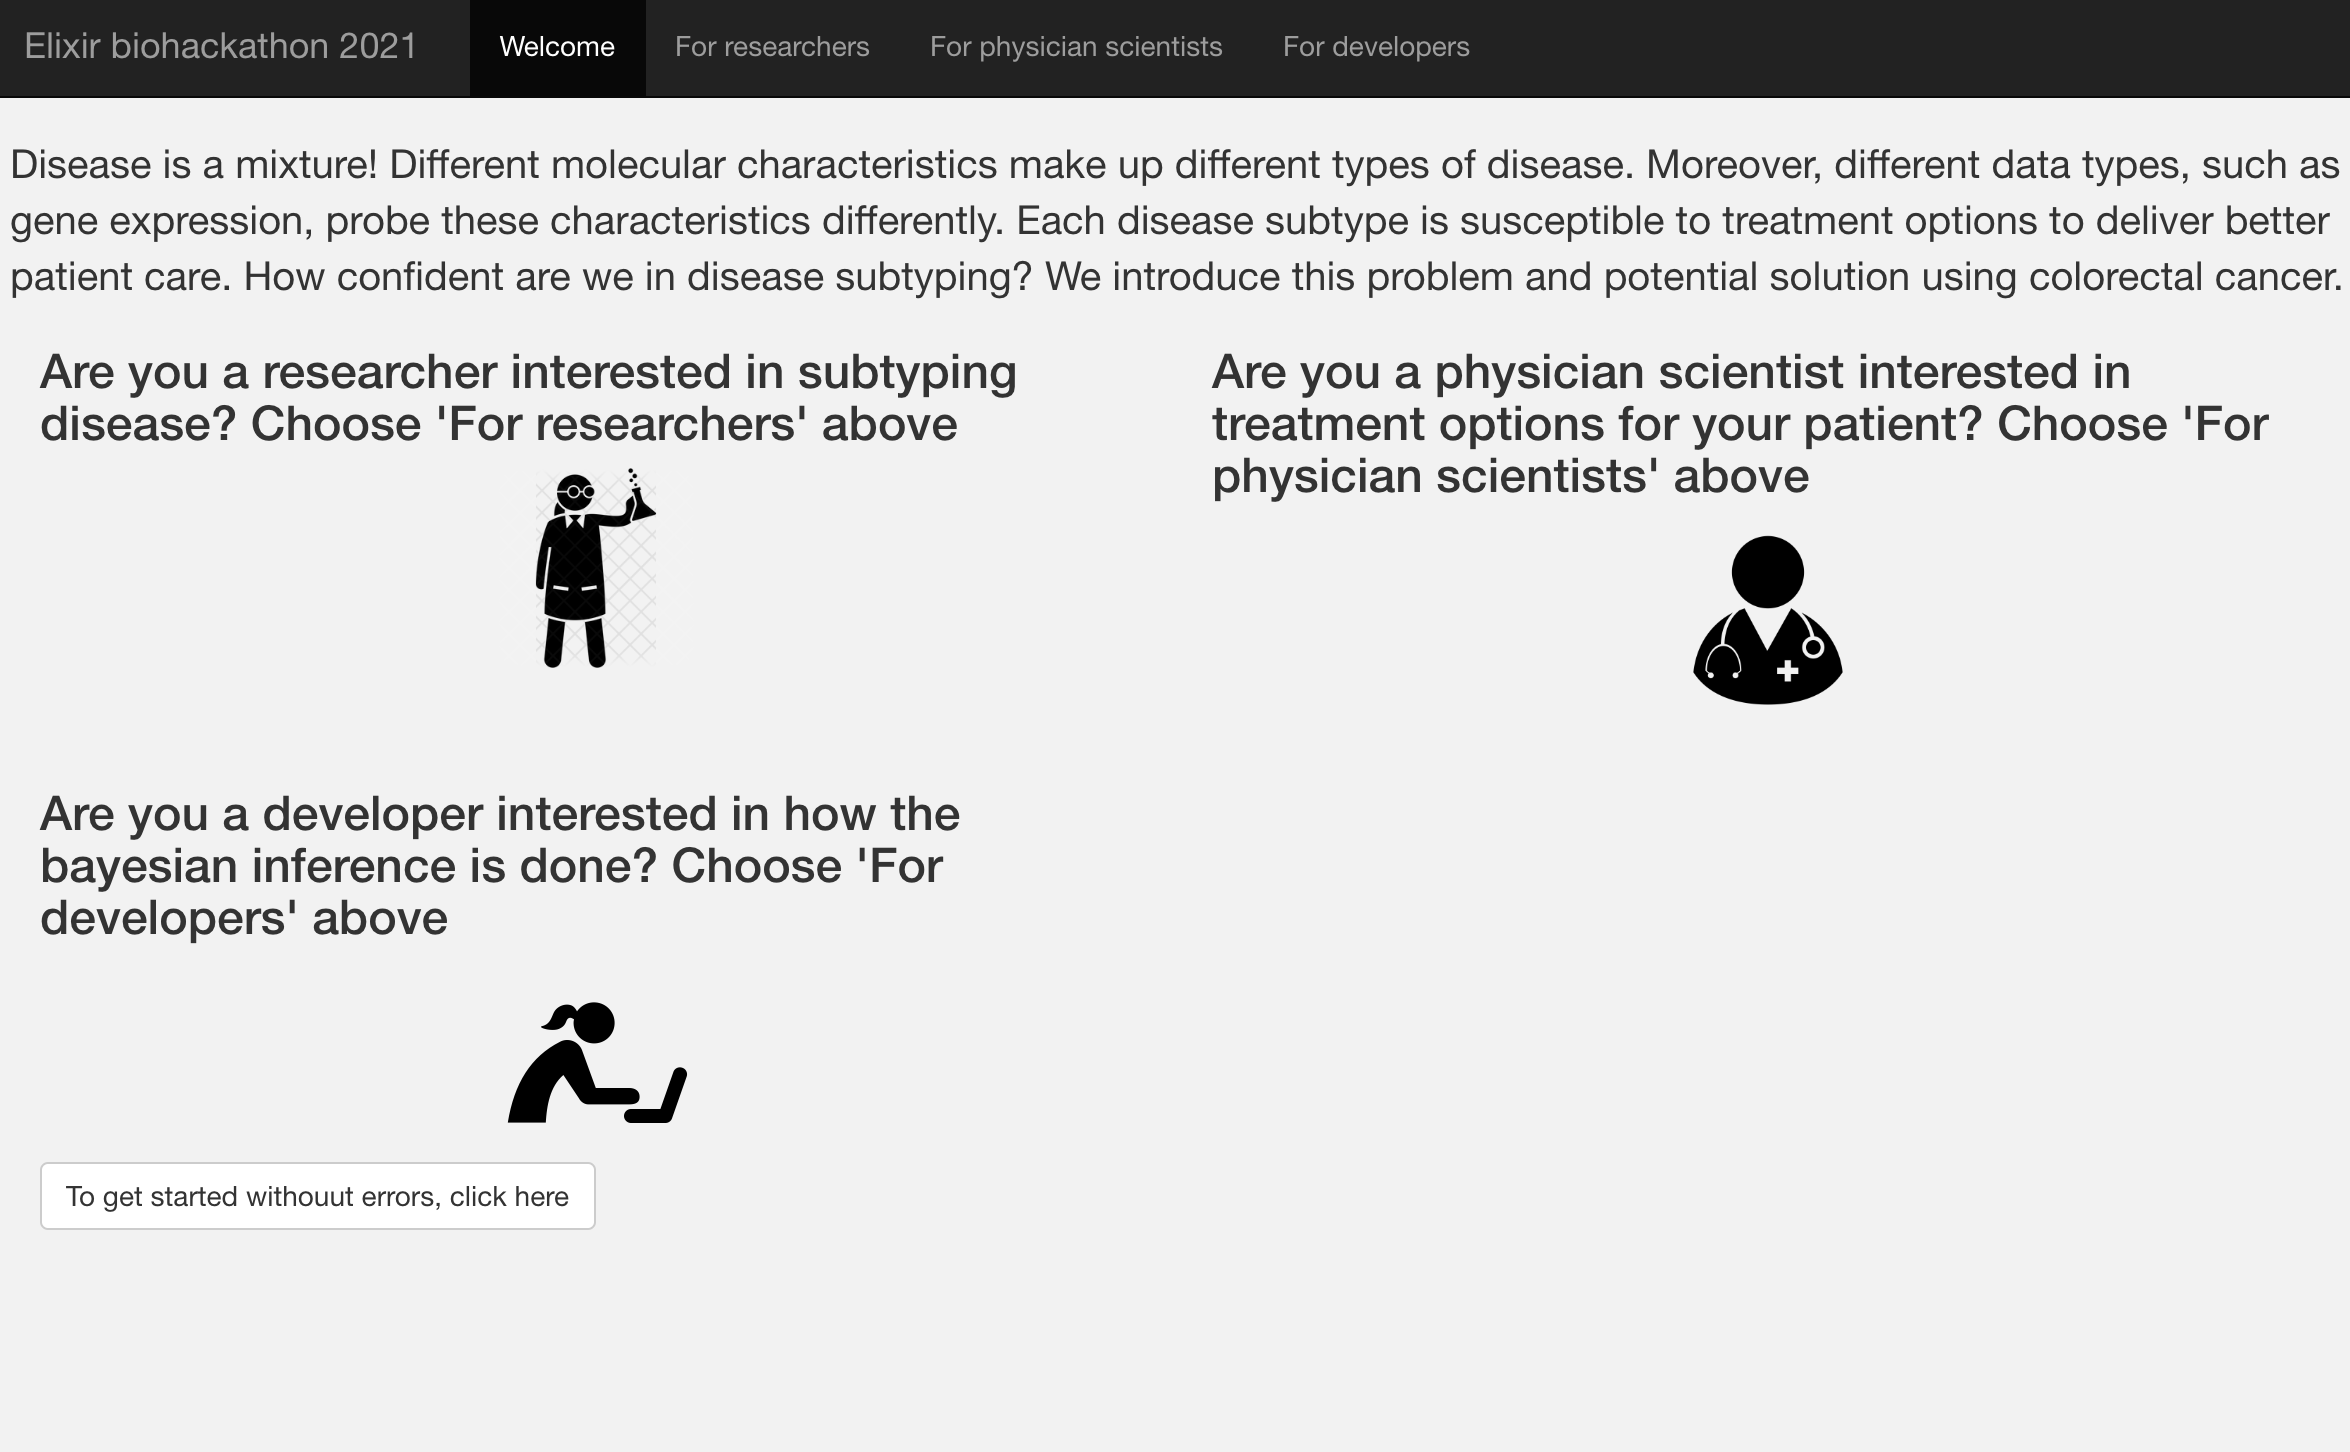 Elixir biohackathon 2021 Welcome For researchers For physician scientists For developers
Disease is a mixture! Different molecular characteristics make up different types of disease. Moreover, different data types, such as
gene expression, probe these characteristics differently. Each disease subtype is susceptible to treatment options to deliver better
patient care. How confident are we in disease subtyping? We introduce this problem and potential solution using colorectal cancer.
Are you a researcher interested in subtyping
disease? Choose 'For researchers' above
Are you a physician scientist interested in
treatment options for your patient? Choose 'For
physician scientists' above
Are you a developer interested in how the
bayesian inference is done? Choose 'For
developers' above
To get started withouut errors, click here